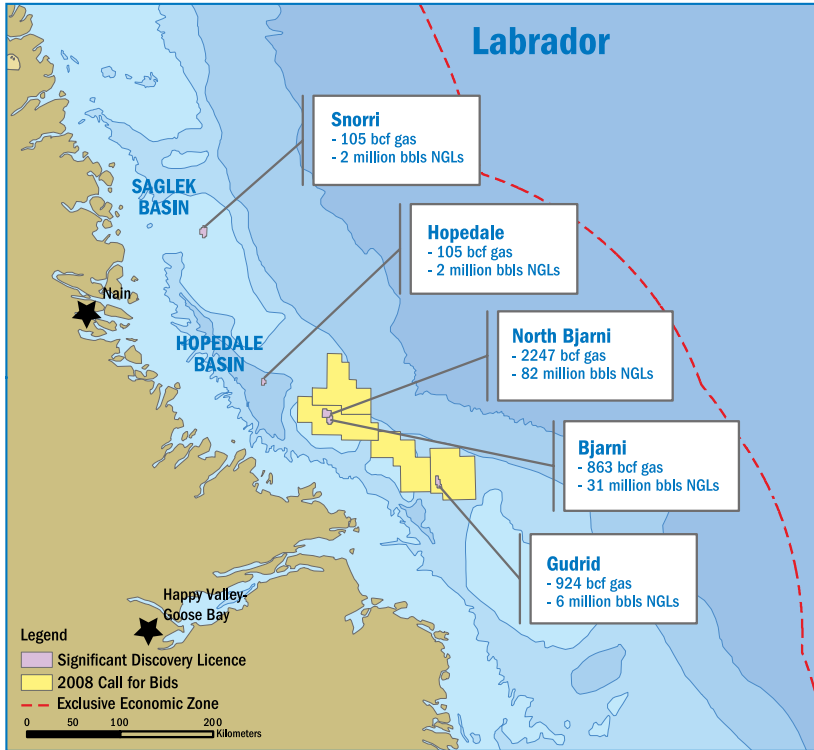 Labrador
Snorri
- 105 bcf gas
- 2 million bbls NGLs
SAGLEK
BASIN
Hopedale
- 105 bcf gas
- 2 million bbls NGLs
Nain
HOPEDALE
BASIN
North Bjarni
- 2247 bcf gas
- 82 million bbls NGLs
Bjarni
- 863 bcf gas
- 31 million bbls NGLs
Gudrid
- 924 bcf gas
- 6 million bbls NGLs
Happy Valley-
Goose Bay
Legend
Significant Discovery Licence
2008 Call for Bids
Exclusive Economic Zone
0 50 100 200
Kilometers